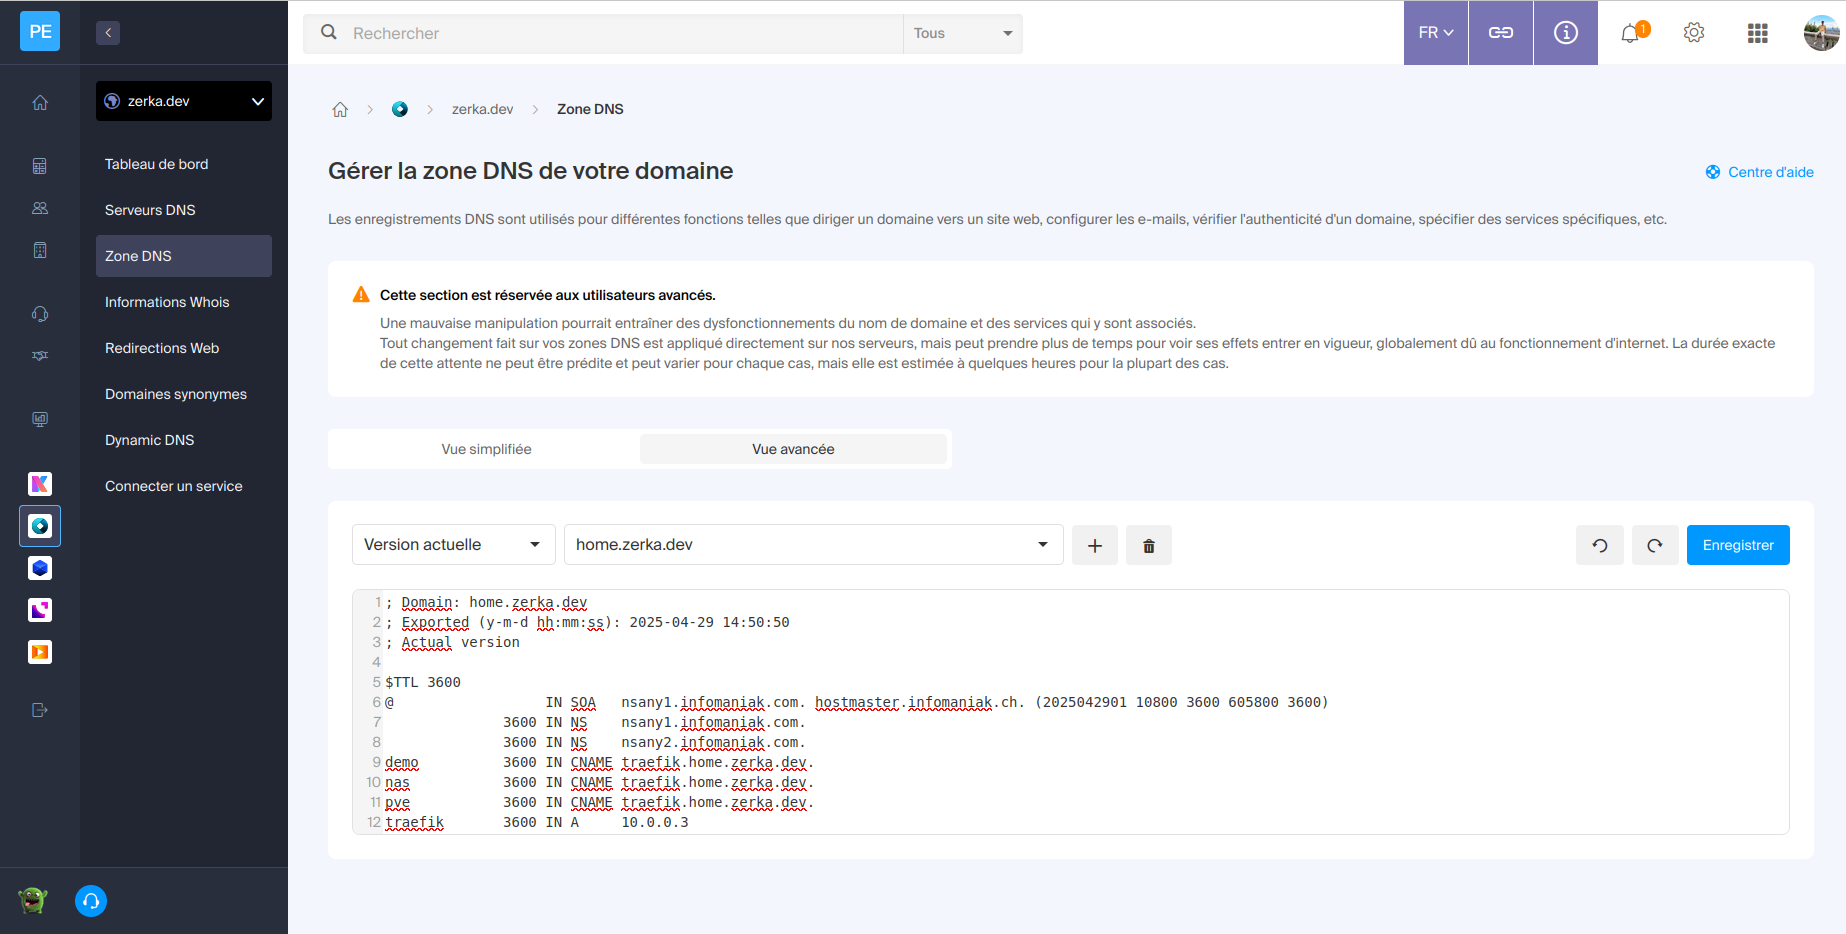 PE
Rechercher
Tous
FR
1
zerka.dev
Tableau de bord
Serveurs DNS
Zone DNS
Informations Whois
Redirections Web
Domaines synonymes
Dynamic DNS
Connecter un service
zerka.dev
Zone DNS
Gérer la zone DNS de votre domaine
Centre d'aide
Les enregistrements DNS sont utilisés pour différentes fonctions telles que diriger un domaine vers un site web, configurer les e-mails, vérifier l'authenticité d'un domaine, spécifier des services spécifiques, etc.
Cette section est réservée aux utilisateurs avancés.
Une mauvaise manipulation pourrait entraîner des dysfonctionnements du nom de domaine et des services qui y sont associés.
Tout changement fait sur vos zones DNS est appliqué directement sur nos serveurs, mais peut prendre plus de temps pour voir ses effets entrer en vigueur, globalement dû au fonctionnement d'internet. La durée exacte
de cette attente ne peut être prédite et peut varier pour chaque cas, mais elle est estimée à quelques heures pour la plupart des cas.
Vue simplifiée
Vue avancée
Version actuelle
home.zerka.dev
Enregistrer
1 ; Domain: home.zerka.dev
2 ; Exported (y-m-d hh:mm:ss): 2025-04-29 14:50:50
3 ; Actual version
4
5 $TTL 3600
6 @ IN SOA nsany1.infomaniak.com. hostmaster.infomaniak.ch. (2025042901 10800 3600 605800 3600)
7 3600 IN NS nsany1.infomaniak.com.
8 3600 IN NS nsany2.infomaniak.com.
9 demo 3600 IN CNAME traefik.home.zerka.dev.
10 nas 3600 IN CNAME traefik.home.zerka.dev.
11 pve 3600 IN CNAME traefik.home.zerka.dev.
12 traefik 3600 IN A 10.0.0.3